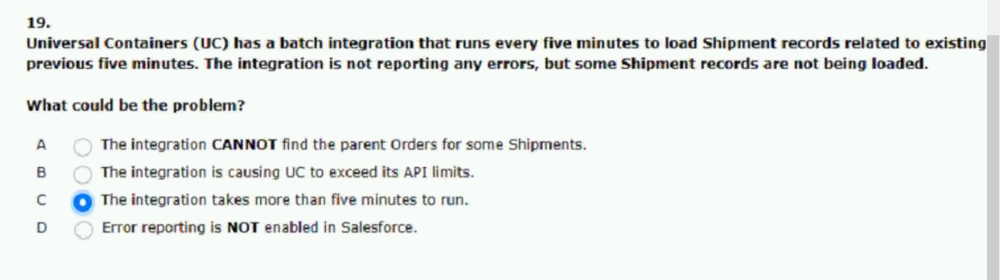 19.
Universal Containers (UC) has a batch integration that runs every five minutes to load Shipment records related to existing
previous five minutes. The integration is not reporting any errors, but some Shipment records are not being loaded.
What could be the problem?
A The integration CANNOT find the parent Orders for some Shipments.
B The integration is causing UC to exceed its API limits.
C The integration takes more than five minutes to run.
D Error reporting is NOT enabled in Salesforce.